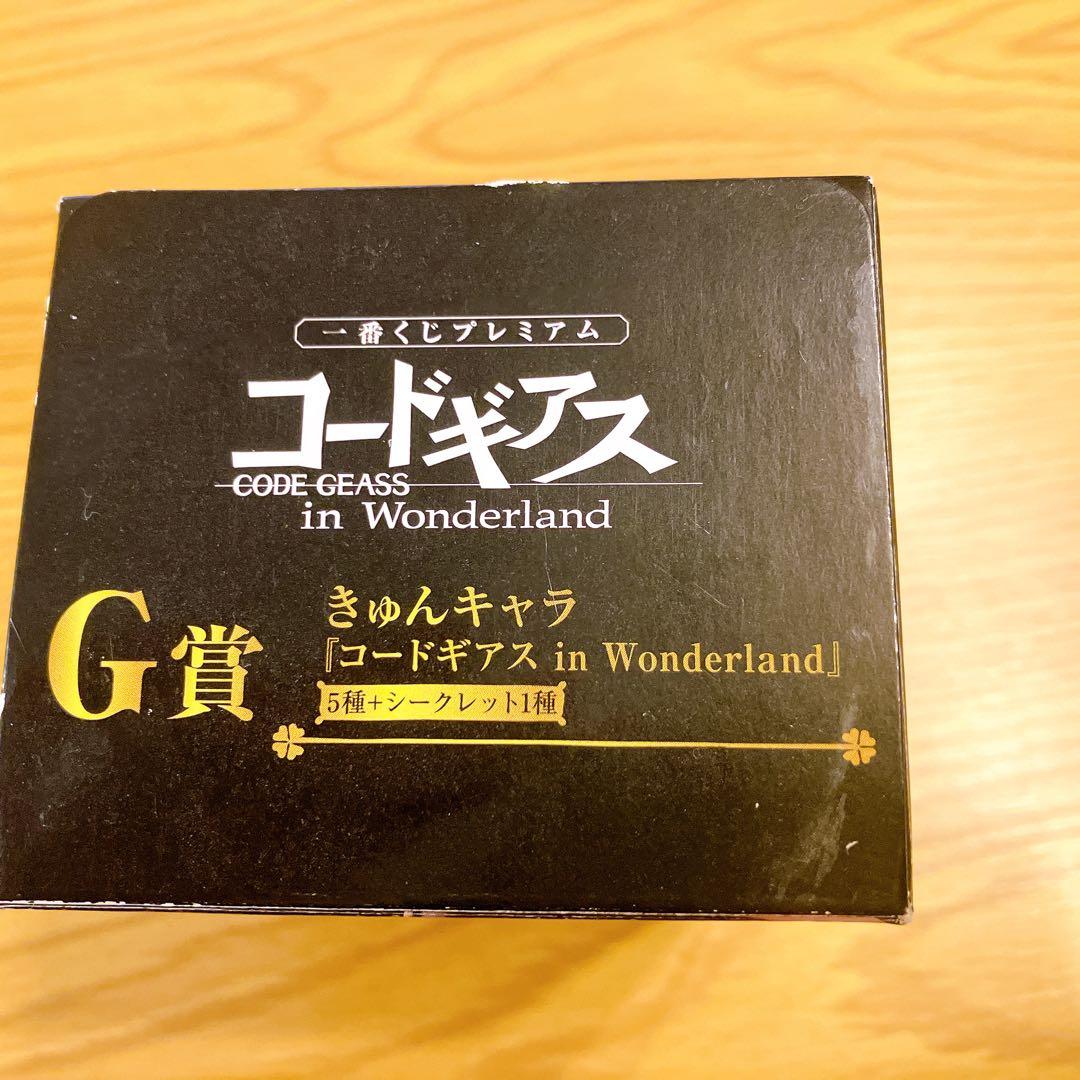 一番くじプレミアム
コードギアス
CODE GEASS
in Wonderland
G賞
きゅんキャラ
『コードギアス in Wonderland』
5種+シークレット1種